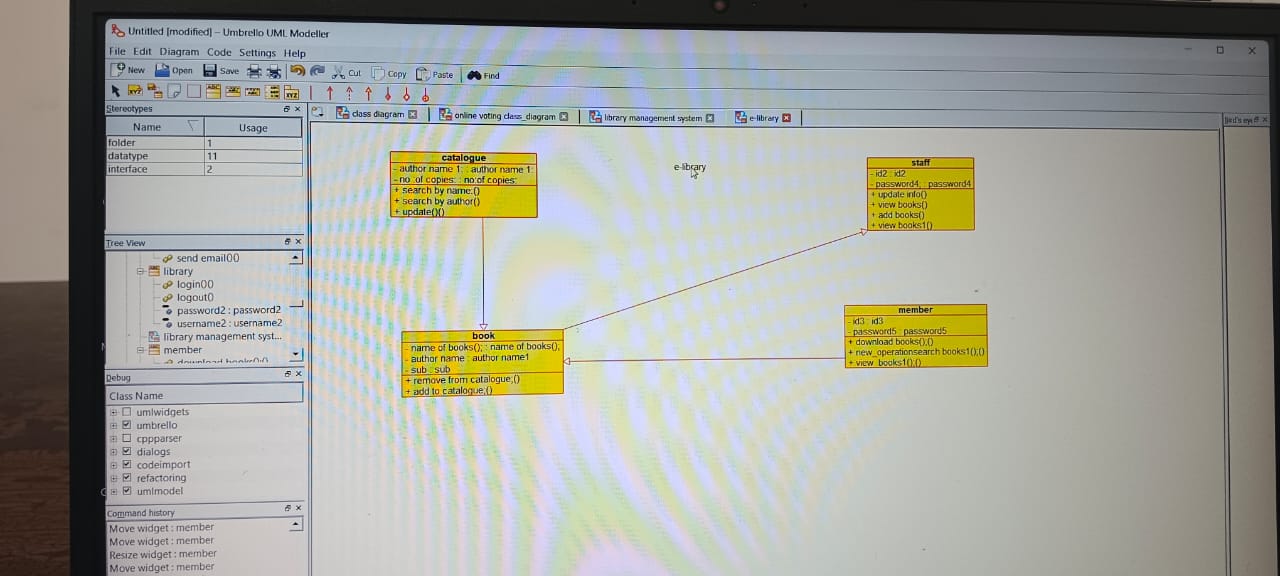 Untitled [modified] – Umbrello UML Modeller
File Edit Diagram Code Settings Help
New Open Save Cut Copy Paste Find
Stereotypes
Name Usage
folder 1
datatype 11
interface 2
Tree View
send email00
library
login00
logout0
password2 : password2
username2 : username2
library management syst...
member
Debug
Class Name
umlwidgets
umbrello
cppparser
dialogs
codeimport
refactoring
umlmodel
Command history
Move widget : member
Move widget : member
Resize widget : member
Move widget : member
class diagram online voting class_diagram library management system e-library
e-library
catalogue
- author name 1: : author name 1:
- no .of copies: : no:of copies:
+ search by name;()
+ search by author()
+ update()()
staff
- id2 : id2
- password4; : password4
+ update info()
+ view books()
+ add books()
+ view books1()
book
- name of books(); : name of books();
- author name : author name1
- sub : sub
+ remove from catalogue;()
+ add to catalogue;()
member
- id3 : id3
- password5 : password5
+ download books();()
+ new_operationsearch books1();()
+ view books1();()